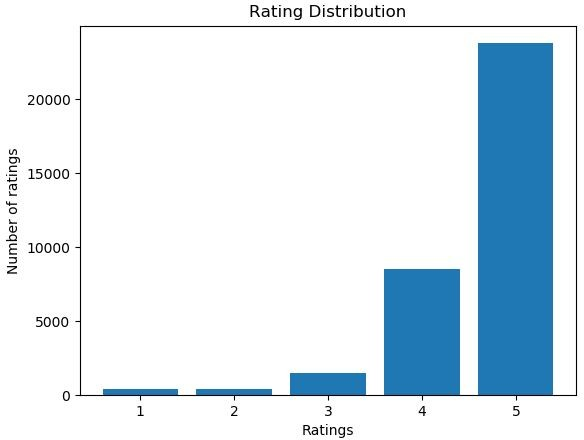 Rating Distribution
Number of ratings
20000
15000
10000
5000
0
1 2 3 4 5
Ratings